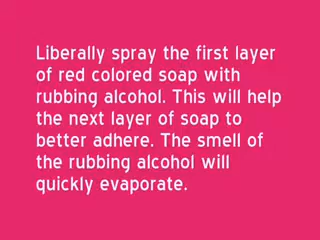 Liberally spray the first layer
of red colored soap with
rubbing alcohol. This will help
the next layer of soap to
better adhere. The smell of
the rubbing alcohol will
quickly evaporate.